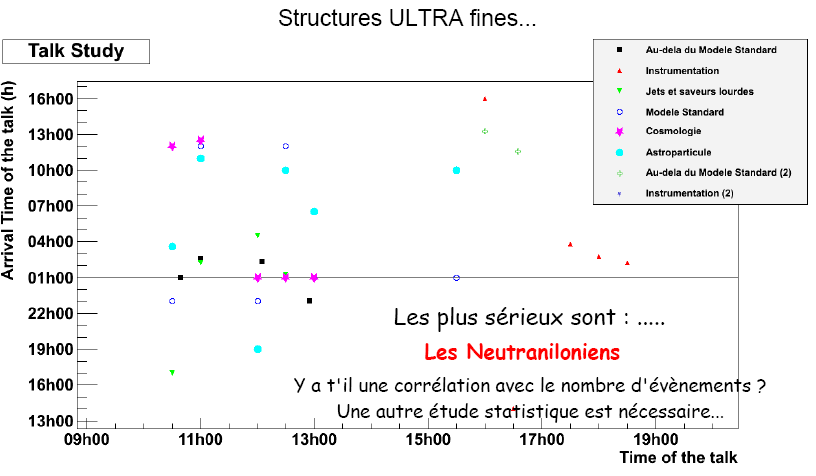 Structures ULTRA fines...
Talk Study
Au-dela du Modele Standard
Instrumentation
Jets et saveurs lourdes
Modele Standard
Cosmologie
Astroparticule
Au-dela du Modele Standard (2)
Instrumentation (2)
Arrival Time of the talk (h)
16h00
13h00
10h00
07h00
04h00
01h00
22h00
19h00
16h00
13h00
Les plus sérieux sont : .....
Les Neutraniloniens
Y a t'il une corrélation avec le nombre d'évènements ?
Une autre étude statistique est nécessaire...
09h00 11h00 13h00 15h00 17h00 19h00
Time of the talk